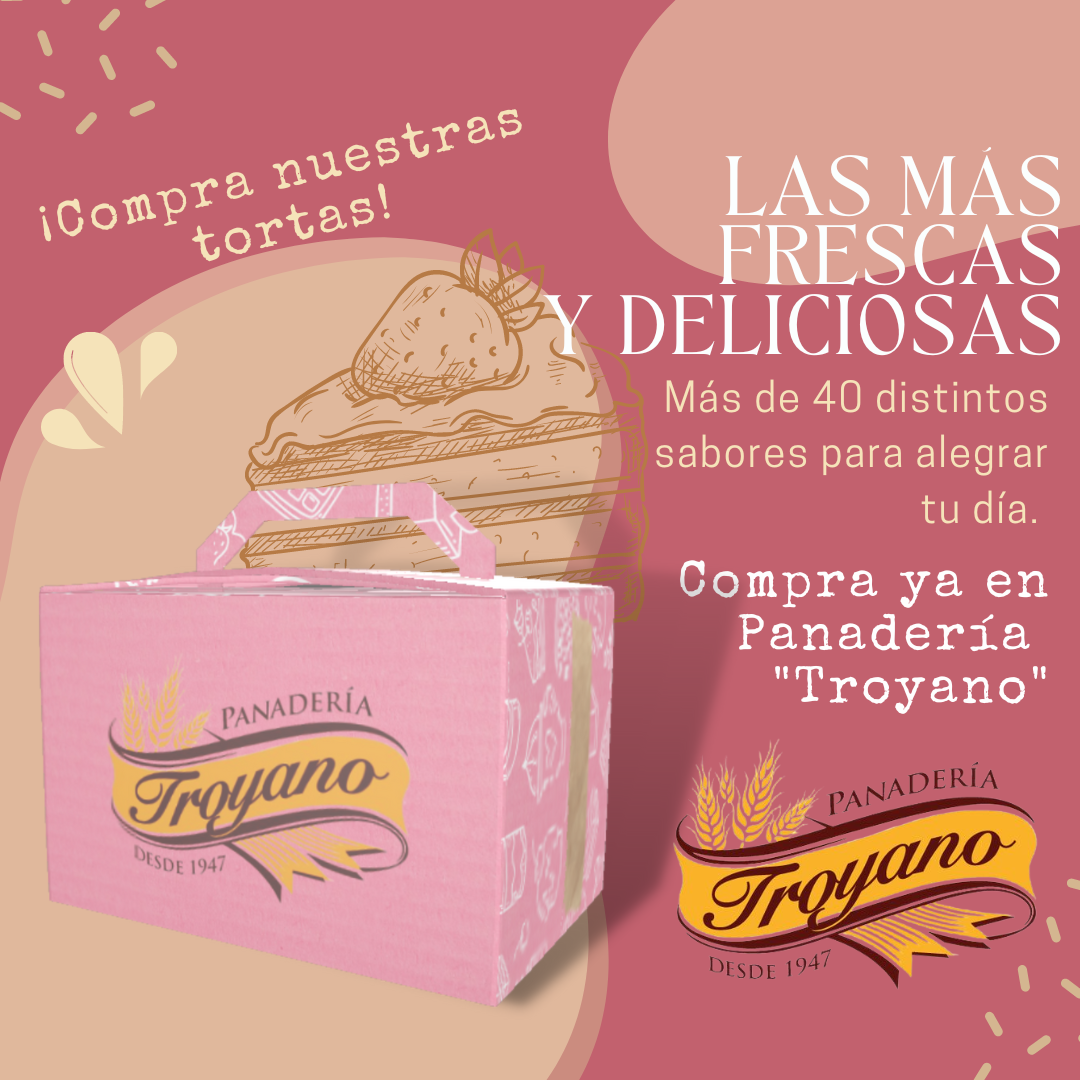 ¡Compra nuestras
tortas!
LAS MÁS
FRESCAS
Y DELICIOSAS
Más de 40 distintos
sabores para alegrar
tu día.
Compra ya en
Panadería
"Troyano"
PANADERÍA
Troyano
DESDE 1947
PANADERÍA
Troyano
DESDE 1947